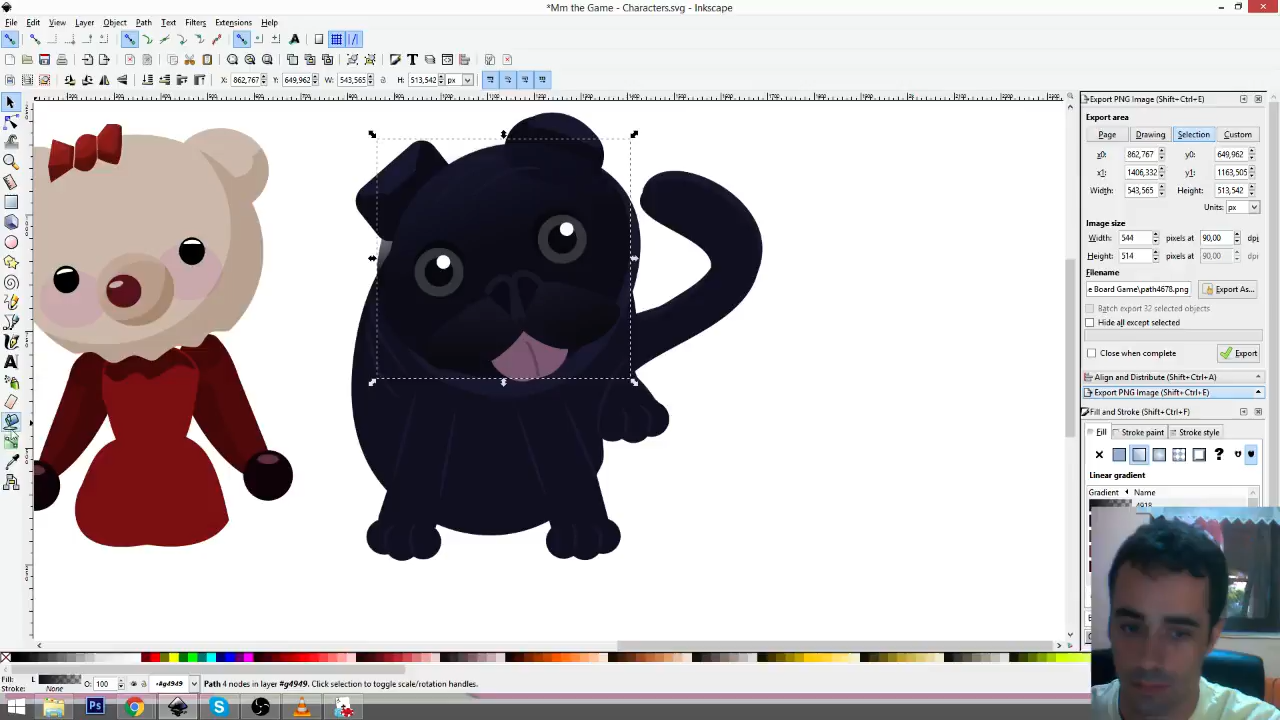 *Mm the Game - Characters.svg - Inkscape
File Edit View Layer Object Path Text Filters Extensions Help
X: 862,767 Y: 649,962 W: 543,565 H: 513,542 px
Export PNG Image (Shift+Ctrl+E)
Export area
Page Drawing Selection Custom
x0: 862,767 y0: 649,962
x1: 1406,332 y1: 1163,505
Width: 543,565 Height: 513,542
Units: px
Image size
Width: 544 pixels at 90,00 dpi
Height: 514 pixels at 90,00 dpi
Filename
e Board Game\path4678.png Export As...
Batch export 32 selected objects
Hide all except selected
Close when complete Export
Align and Distribute (Shift+Ctrl+A)
Export PNG Image (Shift+Ctrl+E)
Fill and Stroke (Shift+Ctrl+F)
Fill Stroke paint Stroke style
Linear gradient
Gradient Name
4918
Fill: L
Stroke: None
O: 100
•#g4949
Path 4 nodes in layer #g4949. Click selection to toggle scale/rotation handles.